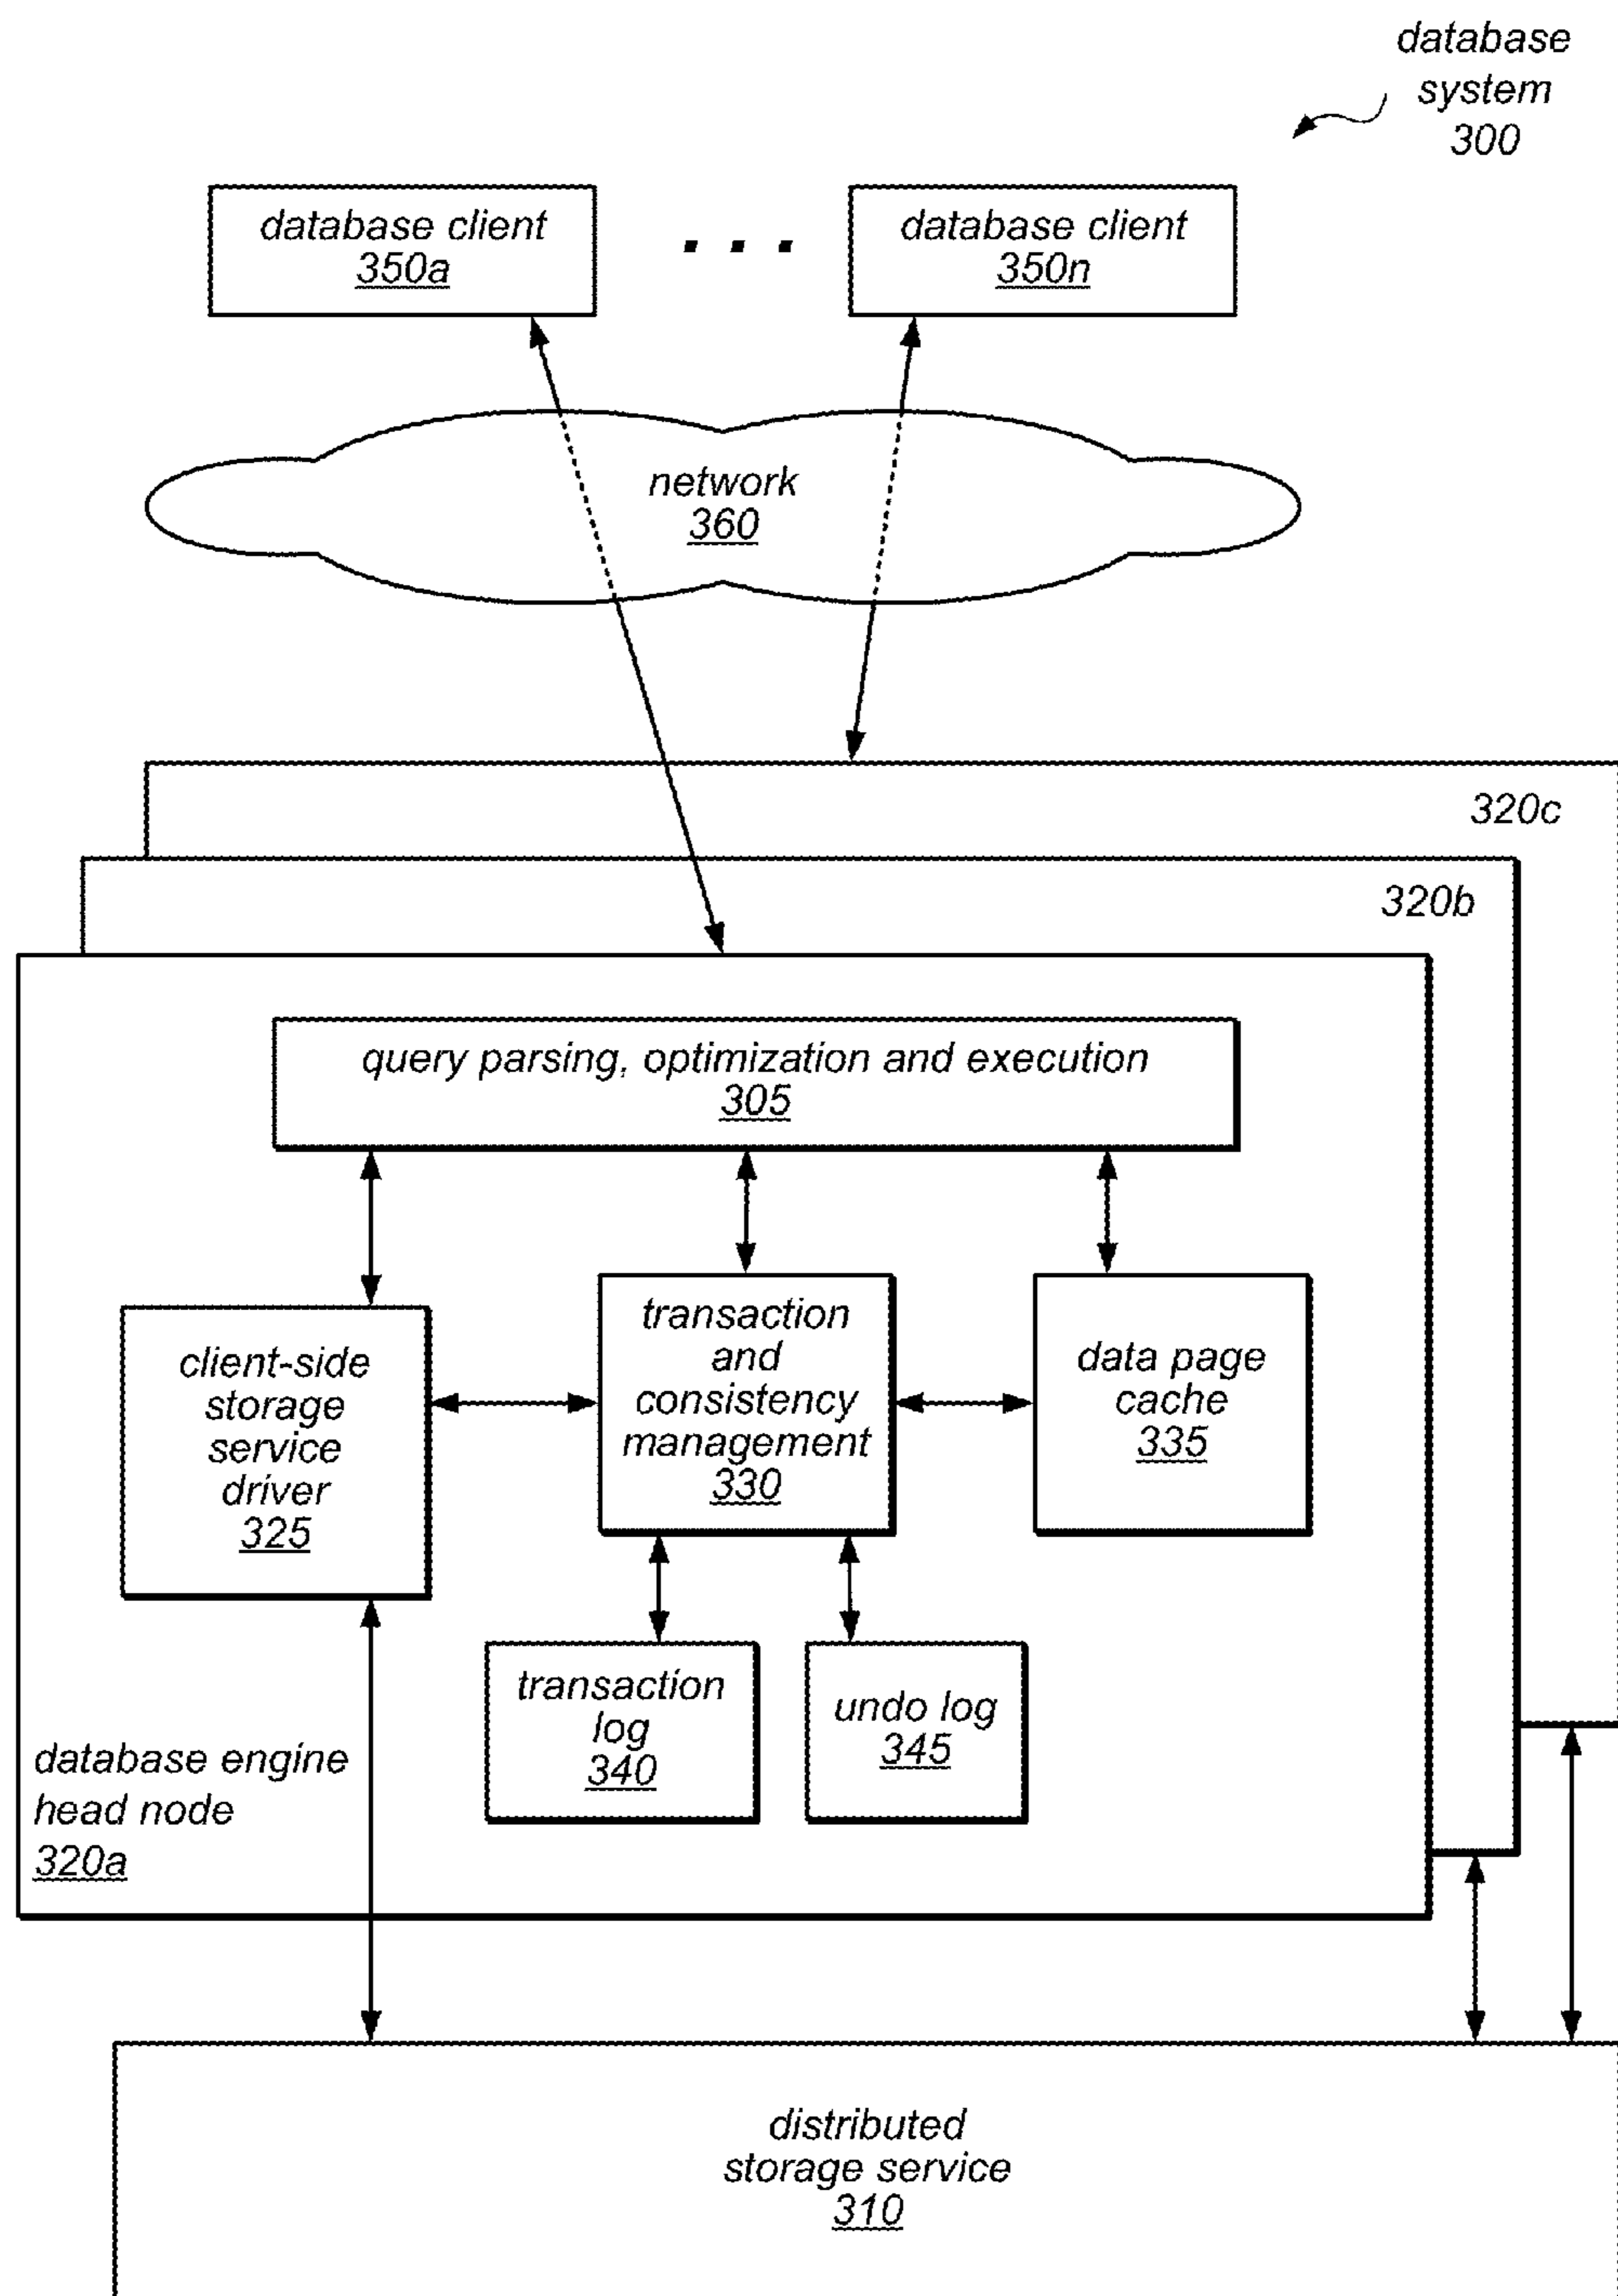 database
system
300
database client
350a
. . .
database client
350n
network
360
320c
320b
query parsing, optimization and execution
305
client-side
storage
service
driver
325
transaction
and
consistency
management
330
data page
cache
335
transaction
log
340
undo log
345
database engine
head node
320a
distributed
storage service
310